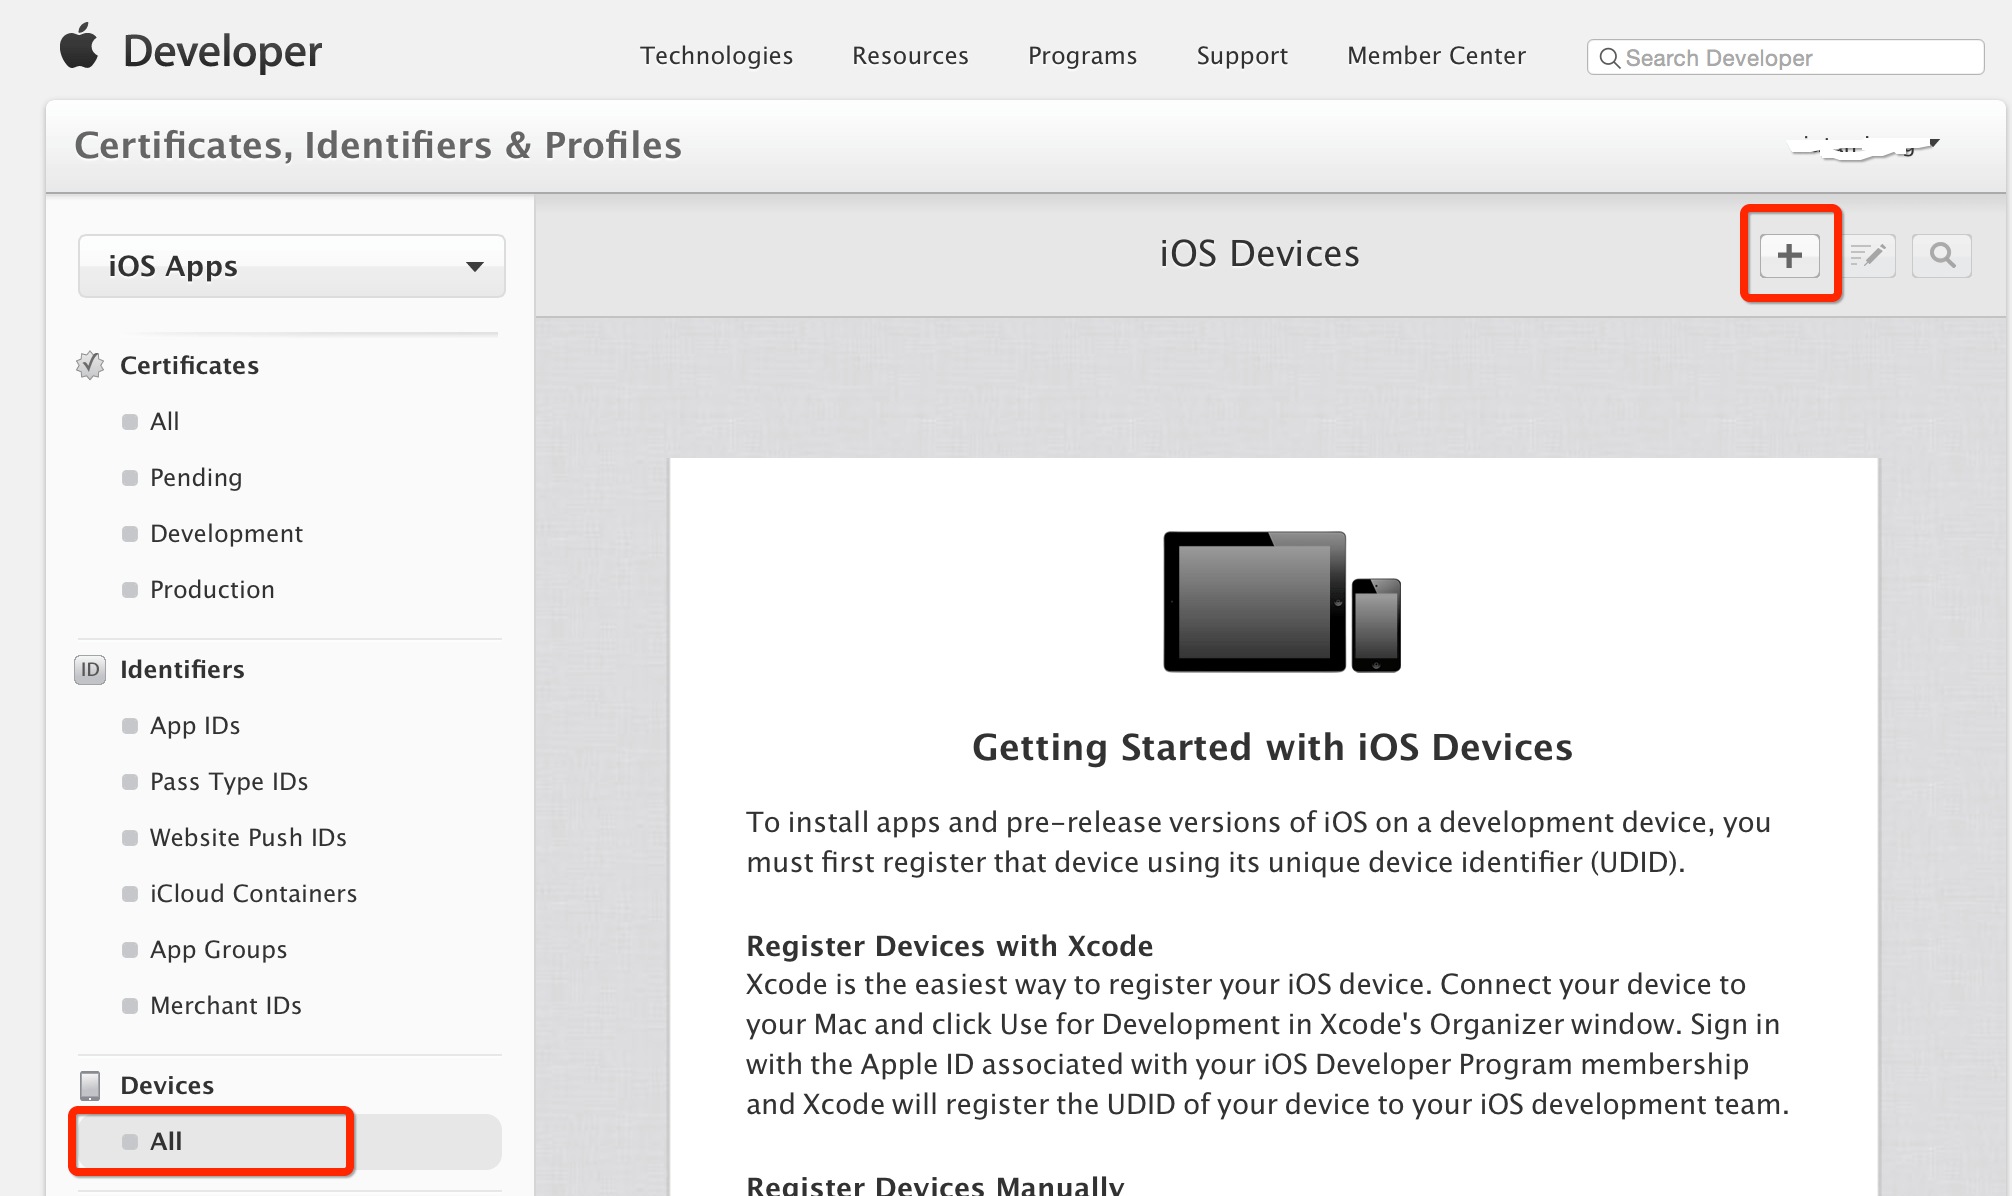 Developer
Technologies Resources Programs Support Member Center Search Developer
Certificates, Identifiers & Profiles
iOS Apps
iOS Devices
Certificates
All
Pending
Development
Production
ID Identifiers
App IDs
Pass Type IDs
Website Push IDs
iCloud Containers
App Groups
Merchant IDs
Devices
All
Getting Started with iOS Devices
To install apps and pre-release versions of iOS on a development device, you
must first register that device using its unique device identifier (UDID).
Register Devices with Xcode
Xcode is the easiest way to register your iOS device. Connect your device to
your Mac and click Use for Development in Xcode's Organizer window. Sign in
with the Apple ID associated with your iOS Developer Program membership
and Xcode will register the UDID of your device to your iOS development team.
Register Devices Manually